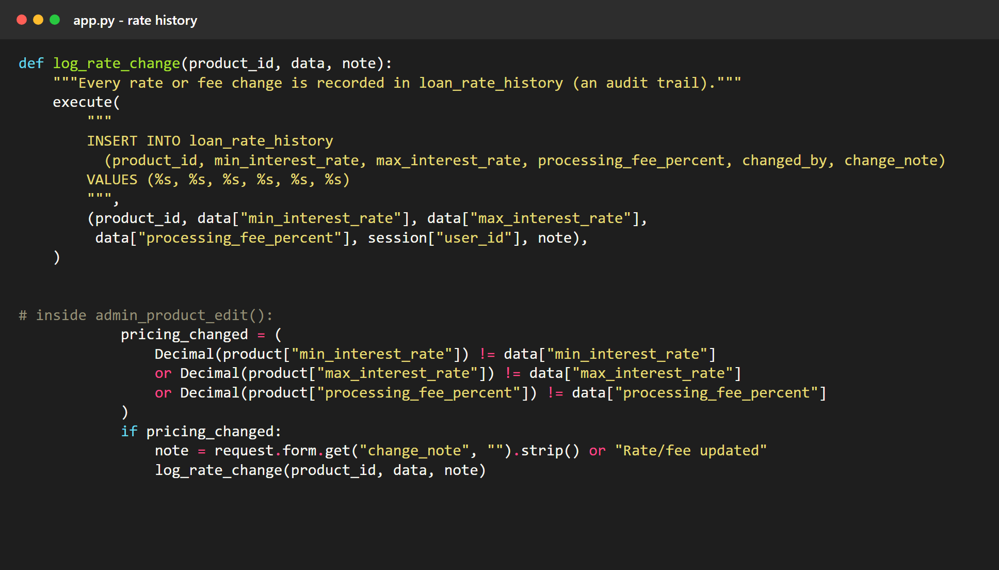 app.py - rate history
def log_rate_change(product_id, data, note):
    """Every rate or fee change is recorded in loan_rate_history (an audit trail)."""
    execute(
        """
        INSERT INTO loan_rate_history
          (product_id, min_interest_rate, max_interest_rate, processing_fee_percent, changed_by, change_note)
        VALUES (%s, %s, %s, %s, %s, %s)
        """,
        (product_id, data["min_interest_rate"], data["max_interest_rate"],
         data["processing_fee_percent"], session["user_id"], note),
    )
# inside admin_product_edit():
            pricing_changed = (
                Decimal(product["min_interest_rate"]) != data["min_interest_rate"]
                or Decimal(product["max_interest_rate"]) != data["max_interest_rate"]
                or Decimal(product["processing_fee_percent"]) != data["processing_fee_percent"]
            )
            if pricing_changed:
                note = request.form.get("change_note", "").strip() or "Rate/fee updated"
                log_rate_change(product_id, data, note)